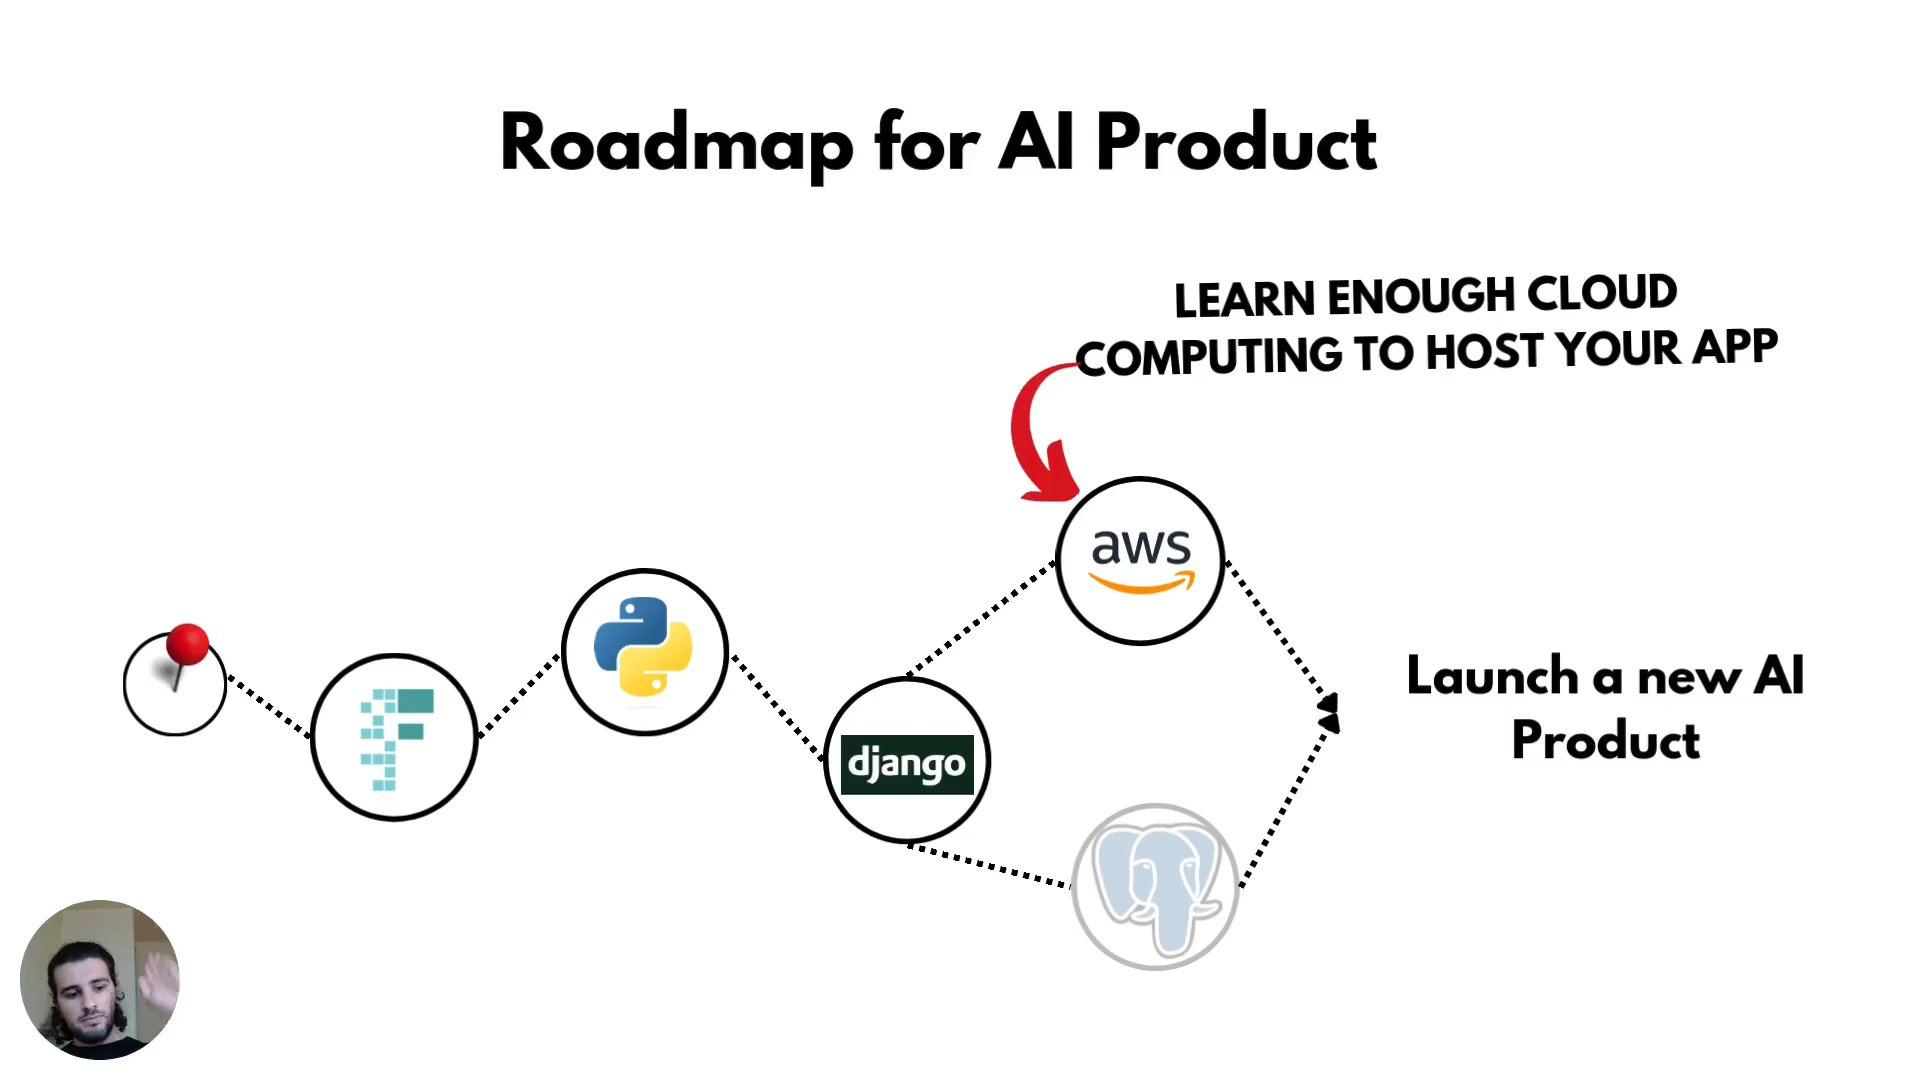 Roadmap for AI Product
LEARN ENOUGH CLOUD
COMPUTING TO HOST YOUR APP
aws
django
Launch a new AI
Product